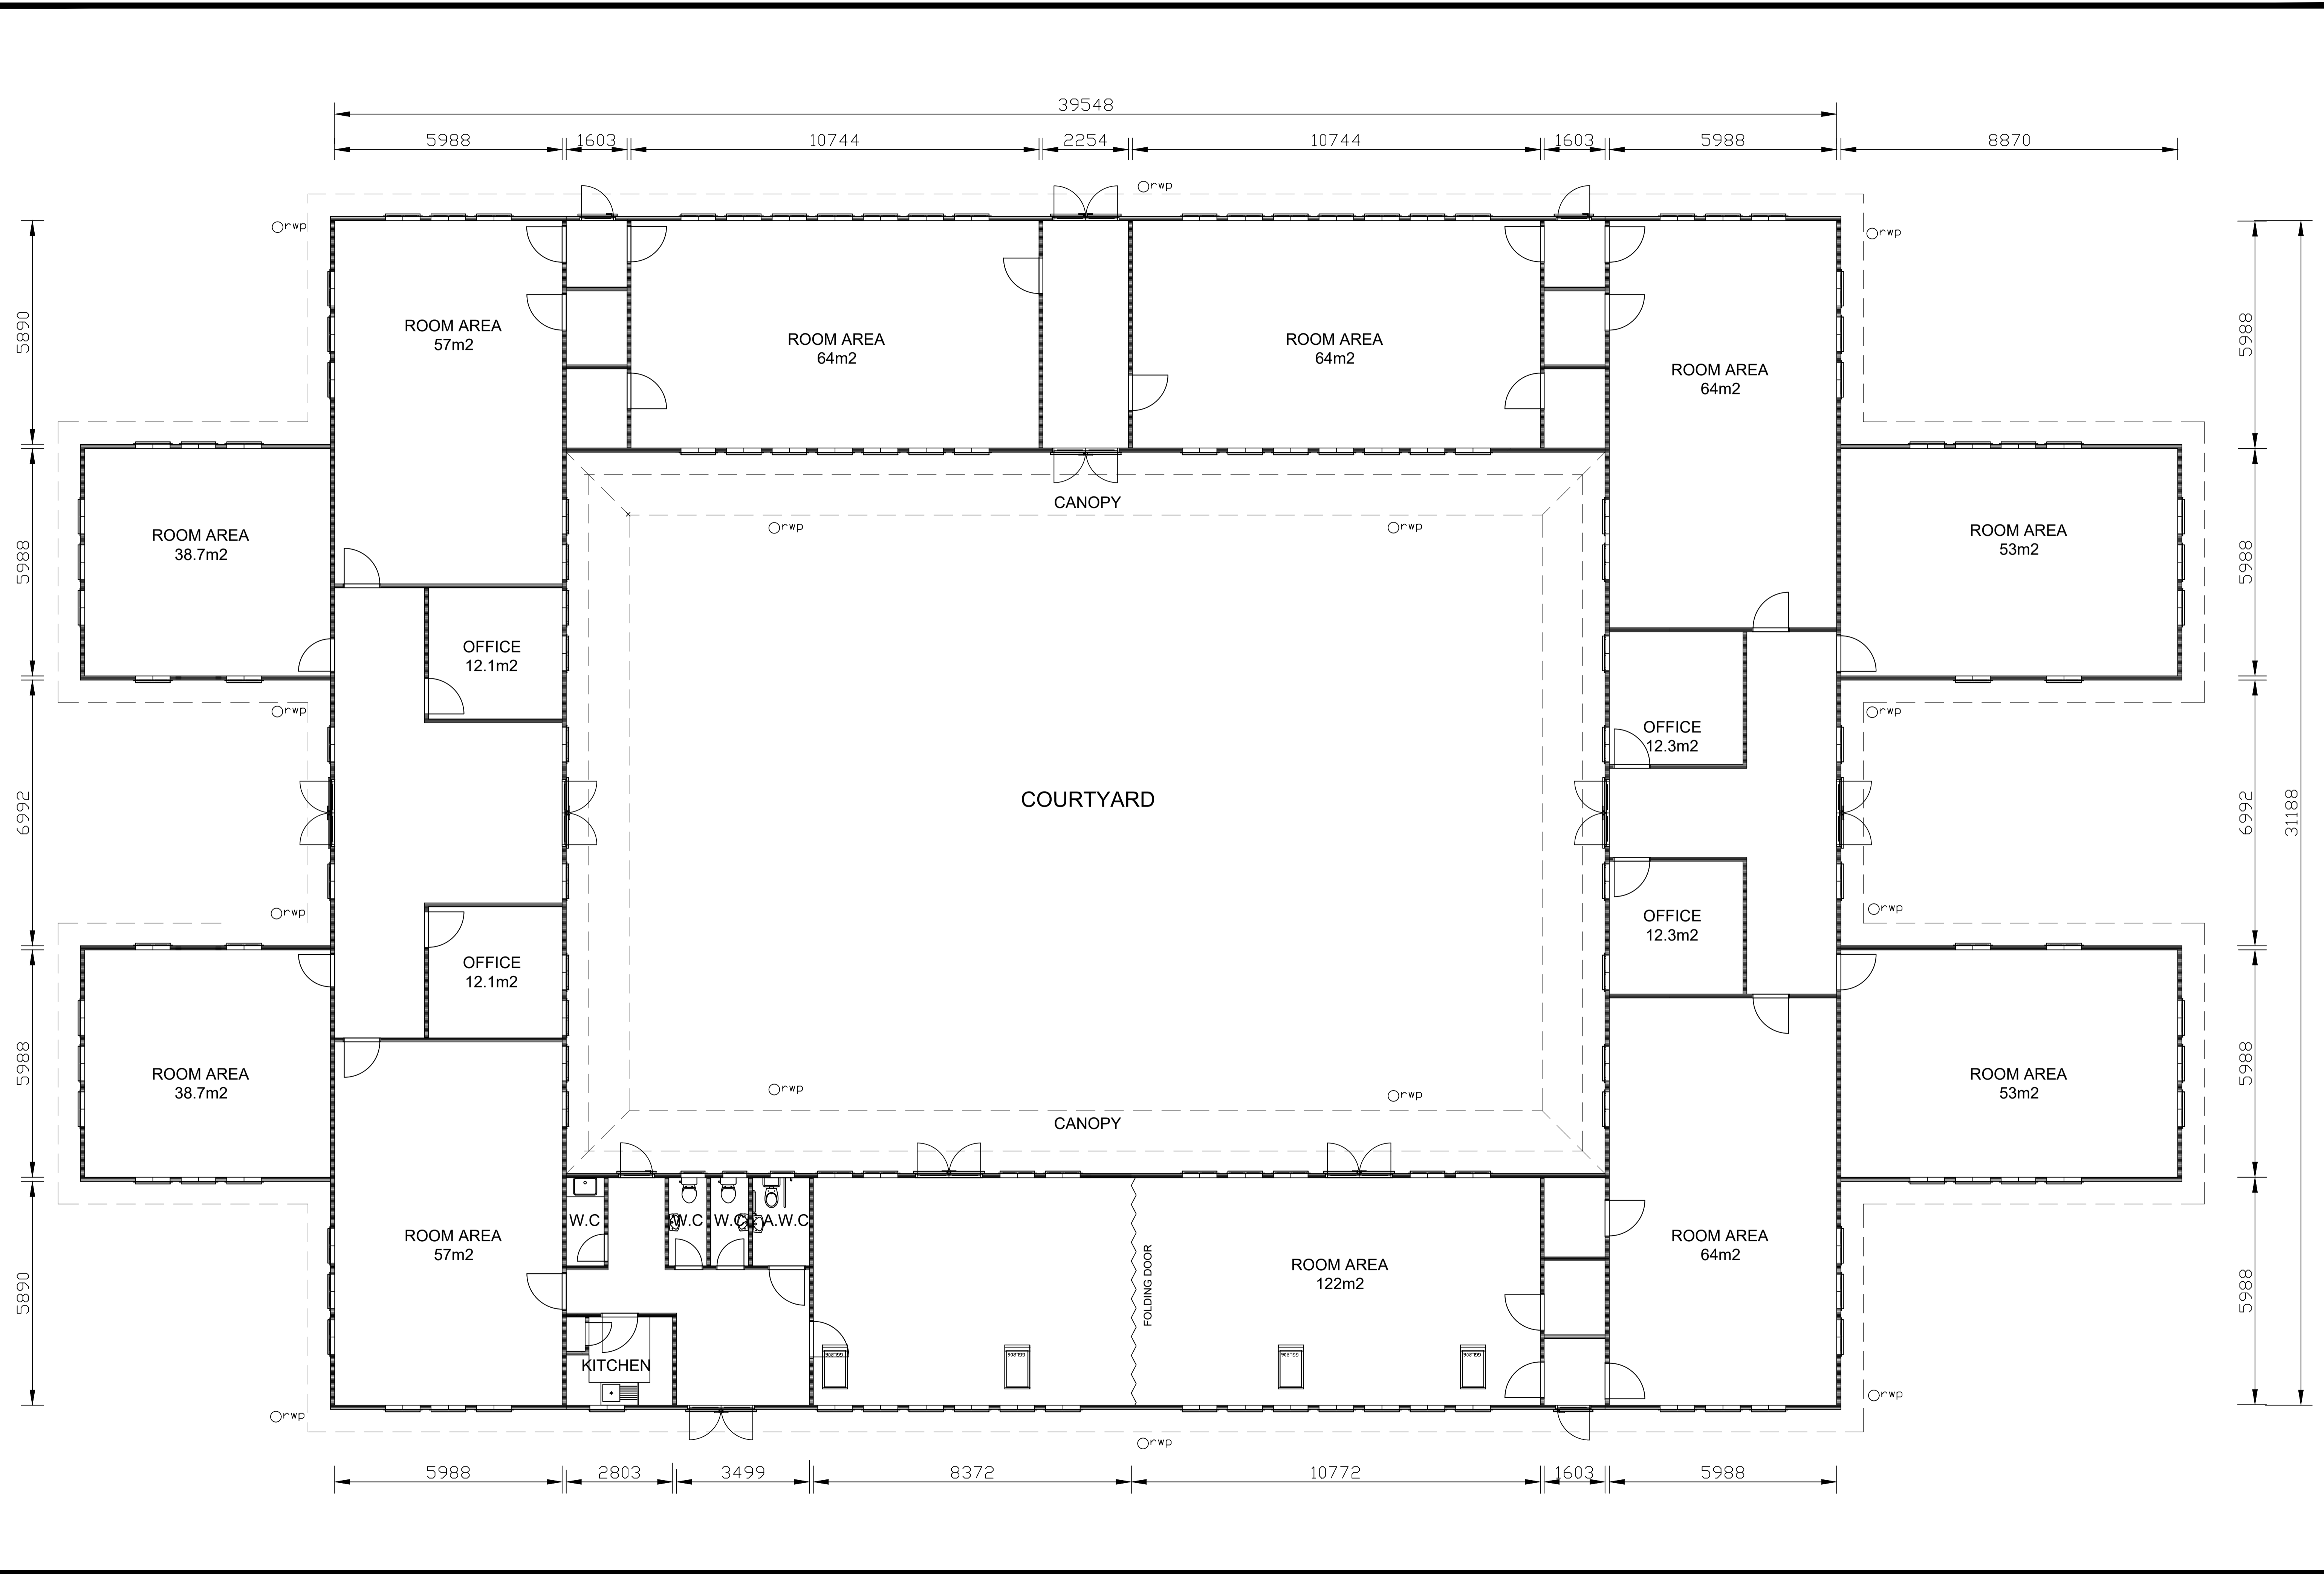 39548
5988
1603
10744
2254
10744
1603
5988
8870
rwp
rwp
rwp
5890
5988
ROOM AREA
57m2
ROOM AREA
64m2
ROOM AREA
64m2
ROOM AREA
64m2
31188
CANOPY
rwp
rwp
5988
ROOM AREA
38.7m2
ROOM AREA
53m2
5988
OFFICE
12.1m2
rwp
OFFICE
12.3m2
rwp
6992
COURTYARD
6992
rwp
OFFICE
12.1m2
OFFICE
12.3m2
rwp
5988
ROOM AREA
38.7m2
rwp
rwp
CANOPY
ROOM AREA
53m2
5988
5890
ROOM AREA
57m2
W.C
W.C
W.C
A.W.C
FOLDING DOOR
ROOM AREA
122m2
ROOM AREA
64m2
5988
KITCHEN
rwp
rwp
rwp
5988
2803
3499
8372
10772
1603
5988